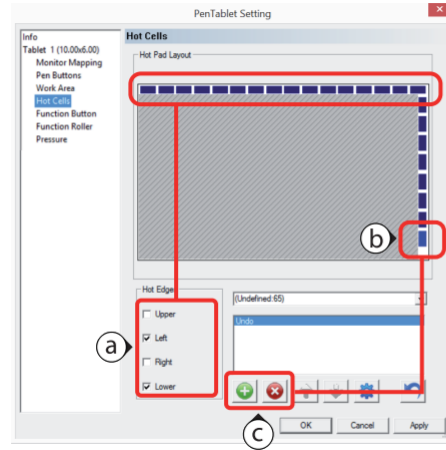 PenTablet Setting
Info
Tablet 1 (10.00x6.00)
Monitor Mapping
Pen Buttons
Work Area
Hot Cells
Function Button
Function Roller
Pressure
Hot Cells
Hot Pad Layout
b
Hot Edge
Upper
Left
Right
Lower
a
(Undefined:65)
Undo
c
OK
Cancel
Apply